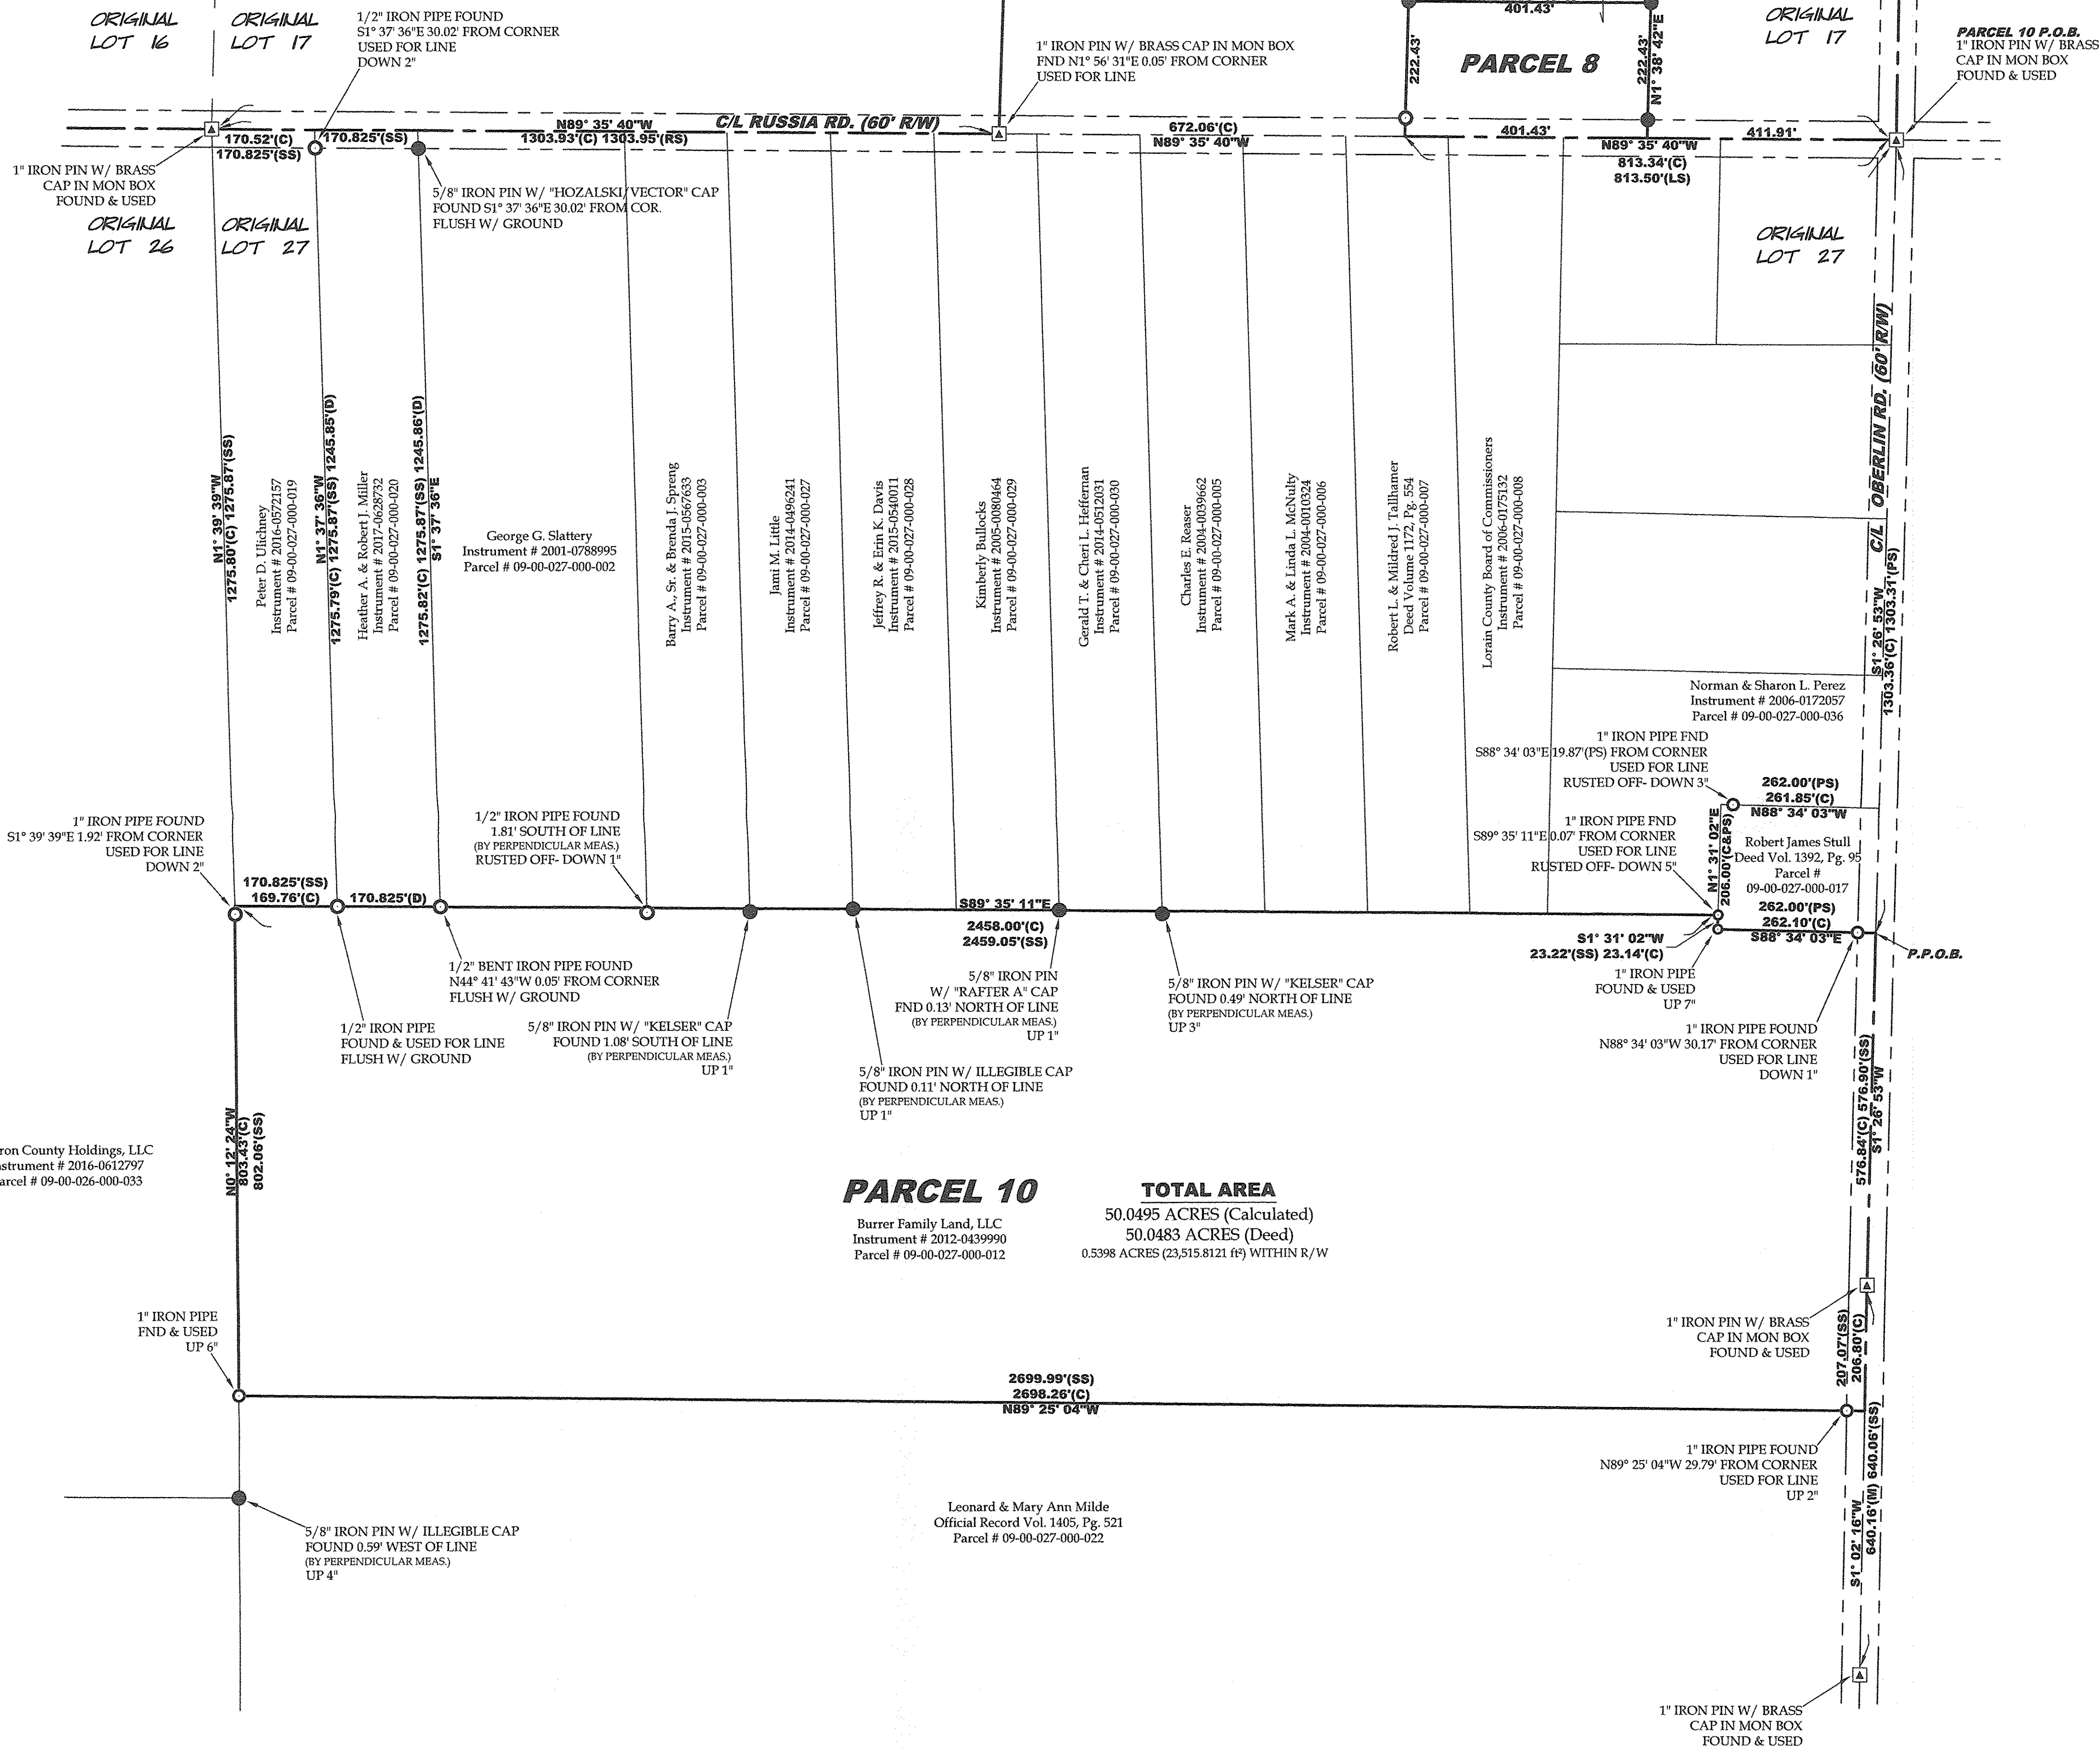 ORIGINAL
LOT 16
ORIGINAL
LOT 17
1/2" IRON PIPE FOUND
S1° 37' 36"E 30.02' FROM CORNER
USED FOR LINE
DOWN 2"
1" IRON PIN W/ BRASS CAP IN MON BOX
FND N1° 56' 31"E 0.05' FROM CORNER
USED FOR LINE
401.43'
222.43'
PARCEL 8
222.43'
N1° 38' 42"E
ORIGINAL
LOT 17
PARCEL 10 P.O.B.
1" IRON PIN W/ BRASS
CAP IN MON BOX
FOUND & USED
170.52'(C)
170.825'(SS)
170.825'(SS)
N89° 35' 40"W
1303.93'(C) 1303.95'(RS)
C/L RUSSIA RD. (60' R/W)
672.06'(C)
N89° 35' 40"W
401.43'
411.91'
N89° 35' 40"W
813.34'(C)
813.50'(LS)
1" IRON PIN W/ BRASS
CAP IN MON BOX
FOUND & USED
5/8" IRON PIN W/ "HOZALSKI/VECTOR" CAP
FOUND S1° 37' 36"E 30.02' FROM COR.
FLUSH W/ GROUND
ORIGINAL
LOT 26
ORIGINAL
LOT 27
ORIGINAL
LOT 27
C/L OBERLIN RD. (60' R/W)
S1° 26' 53"W
1303.36'(C) 1303.31'(PS)
N1° 39' 39"W
1275.80'(C) 1275.87'(SS)
Peter D. Ulichney
Instrument # 2016-0572157
Parcel # 09-00-027-000-019
N1° 37' 36"W
1275.79'(C) 1275.87'(SS) 1245.85'(D)
Heather A. & Robert J. Miller
Instrument # 2017-0628732
Parcel # 09-00-027-000-020
1275.82'(C) 1275.87'(SS) 1245.86'(D)
S1° 37' 36"E
George G. Slattery
Instrument # 2001-0788995
Parcel # 09-00-027-000-002
Barry A., Sr. & Brenda J. Spreng
Instrument # 2015-0567633
Parcel # 09-00-027-000-003
Jami M. Little
Instrument # 2014-0496241
Parcel # 09-00-027-000-027
Jeffrey R. & Erin K. Davis
Instrument # 2015-0540011
Parcel # 09-00-027-000-028
Kimberly Bullocks
Instrument # 2005-0080464
Parcel # 09-00-027-000-029
Gerald T. & Cheri L. Heffernan
Instrument # 2014-0512031
Parcel # 09-00-027-000-030
Charles E. Reaser
Instrument # 2004-0039662
Parcel # 09-00-027-000-005
Mark A. & Linda L. McNulty
Instrument # 2004-0010324
Parcel # 09-00-027-000-006
Robert L. & Mildred J. Tallhamer
Deed Volume 1172, Pg. 554
Parcel # 09-00-027-000-007
Lorain County Board of Commissioners
Instrument # 2006-0175132
Parcel # 09-00-027-000-008
Norman & Sharon L. Perez
Instrument # 2006-0172057
Parcel # 09-00-027-000-036
1" IRON PIPE FND
S88° 34' 03"E 19.87'(PS) FROM CORNER
USED FOR LINE
RUSTED OFF- DOWN 3"
262.00'(PS)
261.85'(C)
N88° 34' 03"W
1" IRON PIPE FOUND
S1° 39' 39"E 1.92' FROM CORNER
USED FOR LINE
DOWN 2"
1/2" IRON PIPE FOUND
1.81' SOUTH OF LINE
(BY PERPENDICULAR MEAS.)
RUSTED OFF- DOWN 1"
1" IRON PIPE FND
S89° 35' 11"E 0.07' FROM CORNER
USED FOR LINE
RUSTED OFF- DOWN 5"
N1° 31' 02"E
206.00'(C&PS)
Robert James Stull
Deed Vol. 1392, Pg. 95
Parcel #
09-00-027-000-017
262.00'(PS)
262.10'(C)
S88° 34' 03"E
170.825'(SS)
169.76'(C)
170.825'(D)
S89° 35' 11"E
2458.00'(C)
2459.05'(SS)
S1° 31' 02"W
23.22'(SS) 23.14'(C)
P.P.O.B.
1/2" BENT IRON PIPE FOUND
N44° 41' 43"W 0.05' FROM CORNER
FLUSH W/ GROUND
5/8" IRON PIN
W/ "RAFTER A" CAP
FND 0.13' NORTH OF LINE
(BY PERPENDICULAR MEAS.)
UP 1"
5/8" IRON PIN W/ "KELSER" CAP
FOUND 0.49' NORTH OF LINE
(BY PERPENDICULAR MEAS.)
UP 3"
1" IRON PIPE
FOUND & USED
UP 7"
1/2" IRON PIPE
FOUND & USED FOR LINE
FLUSH W/ GROUND
5/8" IRON PIN W/ "KELSER" CAP
FOUND 1.08' SOUTH OF LINE
(BY PERPENDICULAR MEAS.)
UP 1"
1" IRON PIPE FOUND
N88° 34' 03"W 30.17' FROM CORNER
USED FOR LINE
DOWN 1"
5/8" IRON PIN W/ ILLEGIBLE CAP
FOUND 0.11' NORTH OF LINE
(BY PERPENDICULAR MEAS.)
UP 1"
576.84'(C) 576.90'(SS)
S1° 26' 53"W
N0° 12' 24"W
803.43'(C)
802.06'(SS)
ron County Holdings, LLC
strument # 2016-0612797
arcel # 09-00-026-000-033
PARCEL 10
Burrer Family Land, LLC
Instrument # 2012-0439990
Parcel # 09-00-027-000-012
TOTAL AREA
50.0495 ACRES (Calculated)
50.0483 ACRES (Deed)
0.5398 ACRES (23,515.8121 ft²) WITHIN R/W
1" IRON PIPE
FND & USED
UP 6"
1" IRON PIN W/ BRASS
CAP IN MON BOX
FOUND & USED
207.07'(SS)
206.80'(C)
2699.99'(SS)
2698.26'(C)
N89° 25' 04"W
1" IRON PIPE FOUND
N89° 25' 04"W 29.79' FROM CORNER
USED FOR LINE
UP 2"
S1° 02' 16"W
640.16'(M) 640.06'(SS)
5/8" IRON PIN W/ ILLEGIBLE CAP
FOUND 0.59' WEST OF LINE
(BY PERPENDICULAR MEAS.)
UP 4"
Leonard & Mary Ann Milde
Official Record Vol. 1405, Pg. 521
Parcel # 09-00-027-000-022
1" IRON PIN W/ BRASS
CAP IN MON BOX
FOUND & USED